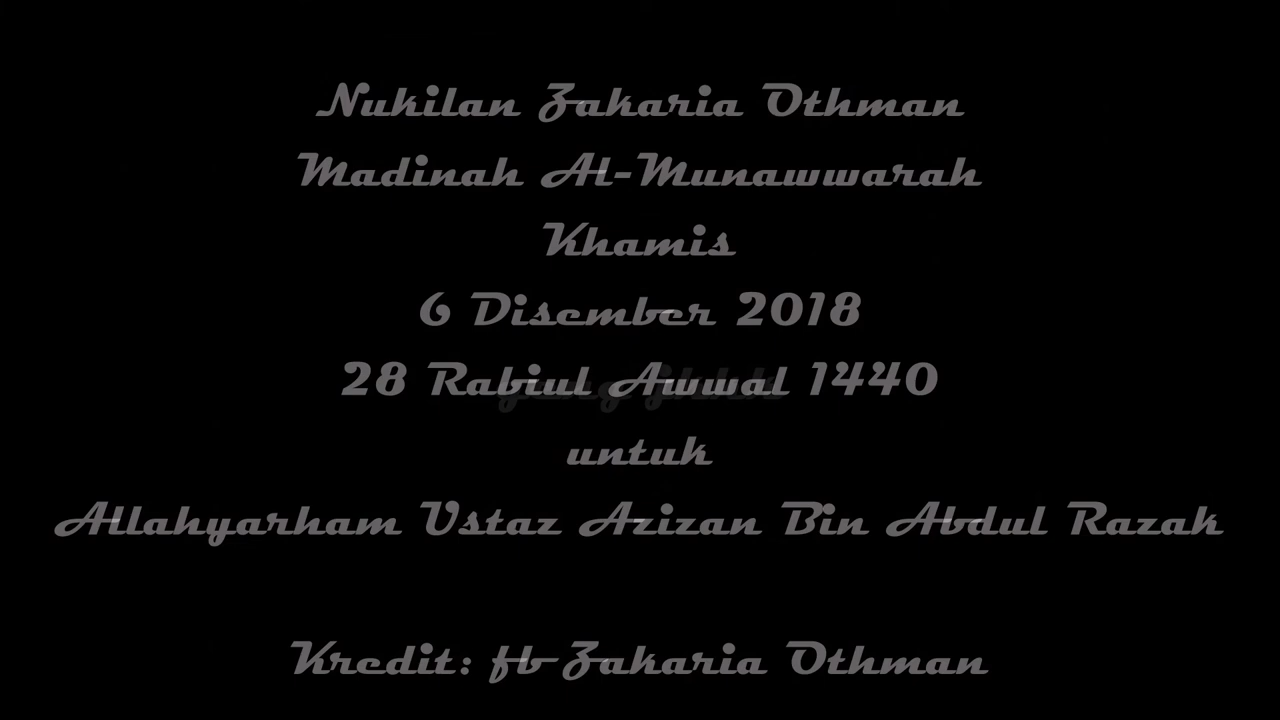 Nukilan Zakaria Othman
Madinah Al-Munawwarah
Khamis
6 Disember 2018
28 Rabiul Awwal 1440
untuk
Allahyarham Ustaz Azizan Bin Abdul Razak
Kredit: fb Zakaria Othman